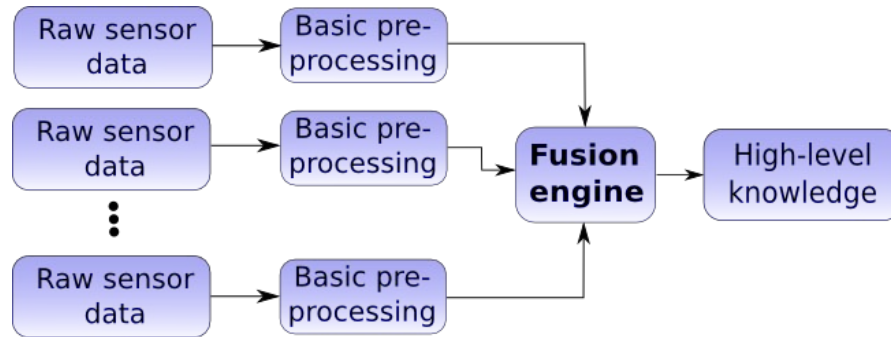 Raw sensor
data
Basic pre-
processing
Raw sensor
data
Basic pre-
processing
Fusion
engine
High-level
knowledge
Raw sensor
data
Basic pre-
processing